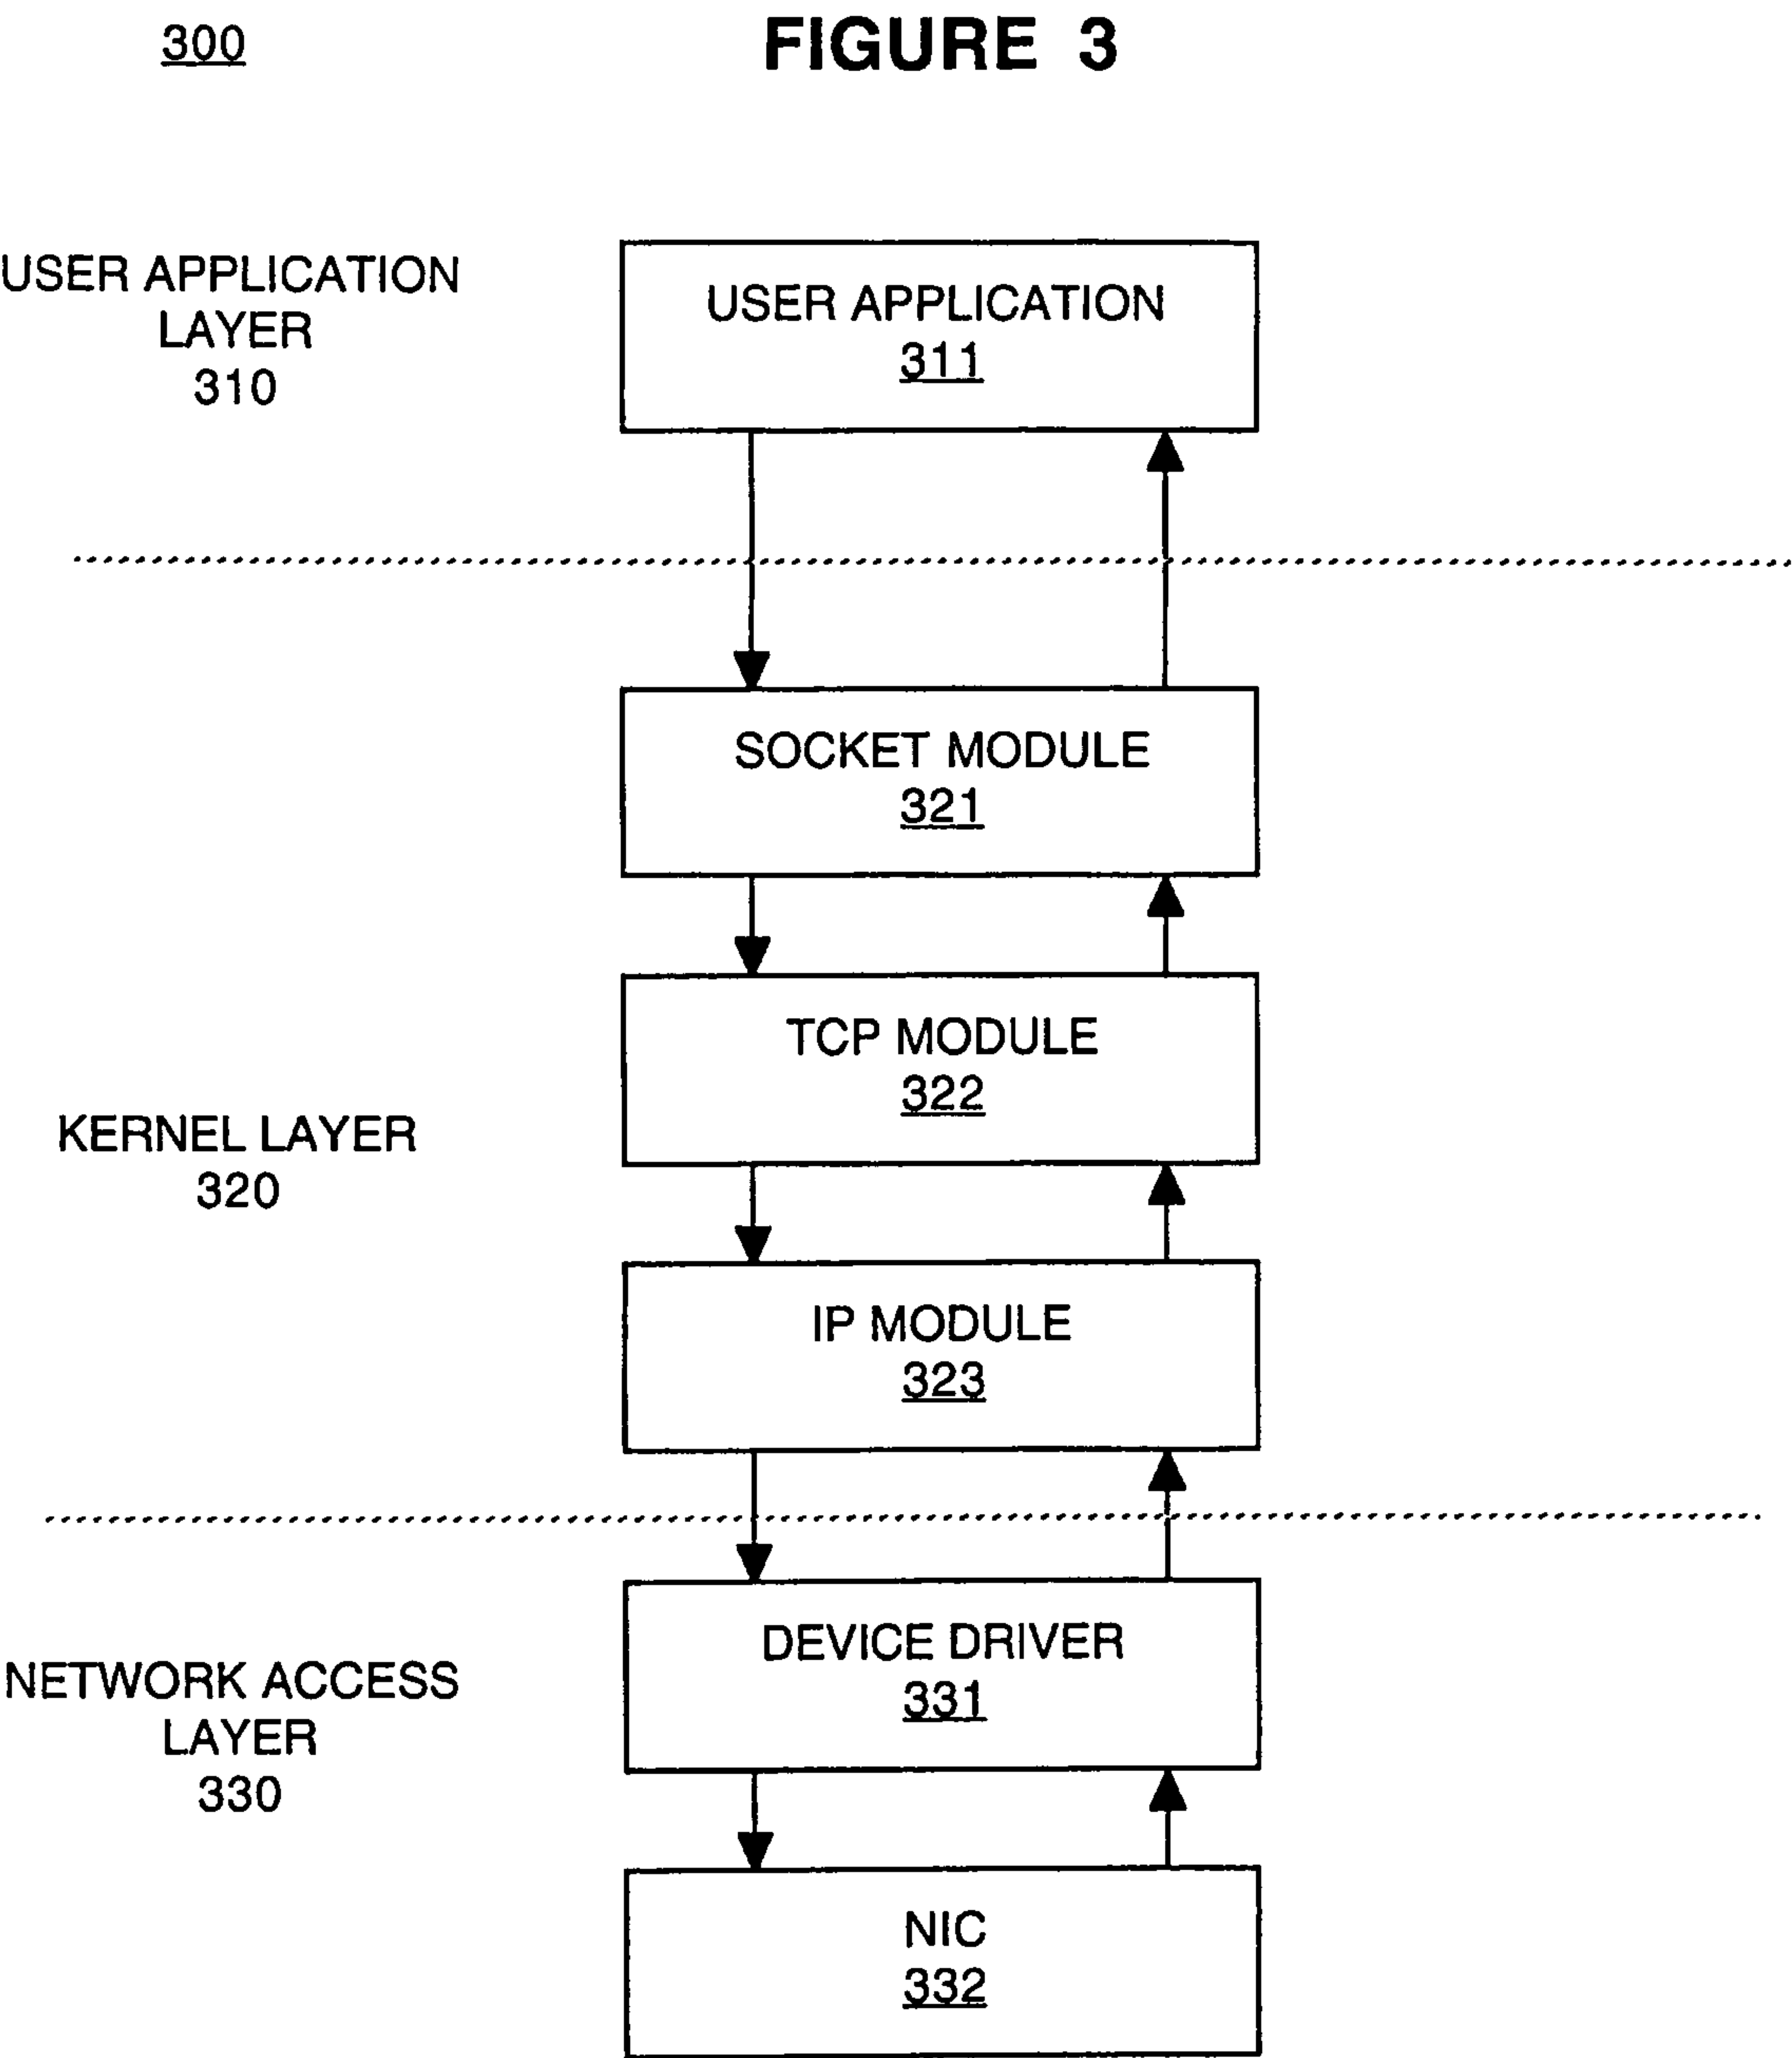 300
FIGURE 3
USER APPLICATION
LAYER
310
USER APPLICATION
311
SOCKET MODULE
321
TCP MODULE
322
KERNEL LAYER
320
IP MODULE
323
DEVICE DRIVER
331
NETWORK ACCESS
LAYER
330
NIC
332